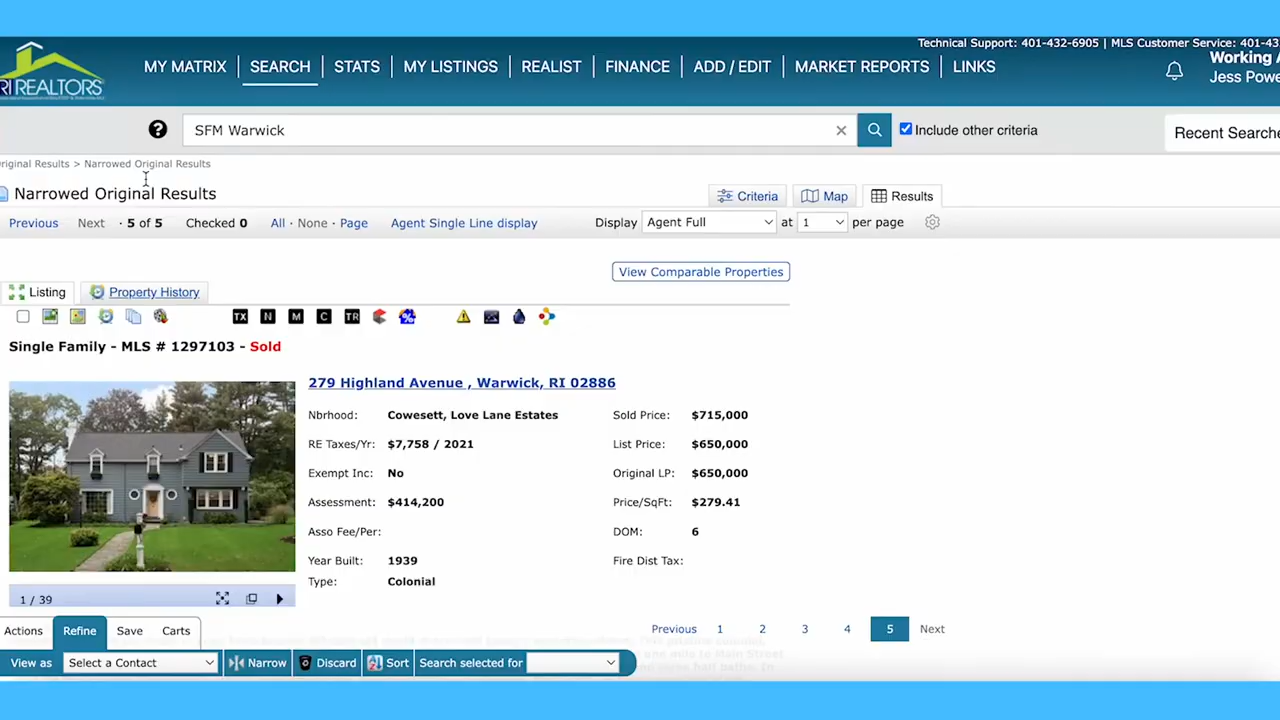 Technical Support: 401-432-6905 | MLS Customer Service: 401-43
RI REALTORS
MY MATRIX SEARCH STATS MY LISTINGS REALIST FINANCE ADD / EDIT MARKET REPORTS LINKS
Working A
Jess Powe
? SFM Warwick Include other criteria Recent Searche
riginal Results > Narrowed Original Results
Narrowed Original Results
Criteria Map Results
Previous Next · 5 of 5 Checked 0 All · None · Page Agent Single Line display Display Agent Full at 1 per page
View Comparable Properties
Listing Property History
TX N M C TR
Single Family - MLS # 1297103 - Sold
279 Highland Avenue , Warwick, RI 02886
Nbrhood: Cowesett, Love Lane Estates Sold Price: $715,000
RE Taxes/Yr: $7,758 / 2021 List Price: $650,000
Exempt Inc: No Original LP: $650,000
Assessment: $414,200 Price/SqFt: $279.41
Asso Fee/Per: DOM: 6
Year Built: 1939 Fire Dist Tax:
Type: Colonial
1 / 39
Actions Refine Save Carts
Previous 1 2 3 4 5 Next
one mile to Main Street
View as Select a Contact Narrow Discard Sort Search selected for